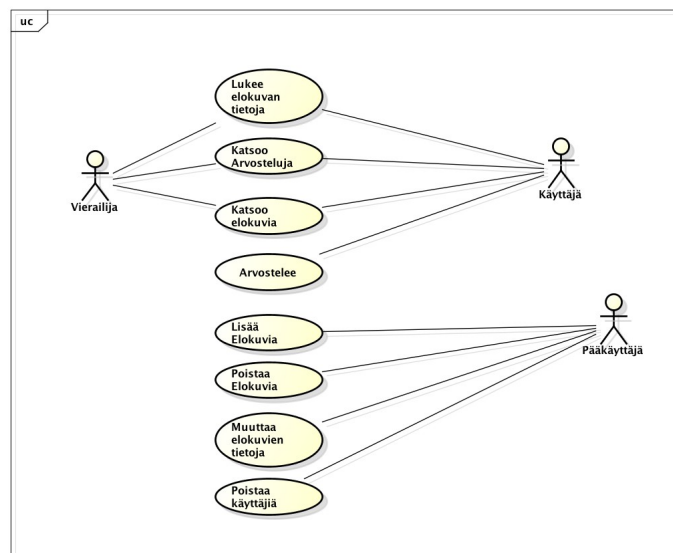 uc
Lukee
elokuvan
tietoja
Katsoo
Arvosteluja
Vierailija
Käyttäjä
Katsoo
elokuvia
Arvostelee
Lisää
Elokuvia
Pääkäyttäjä
Poistaa
Elokuvia
Muuttaa
elokuvien
tietoja
Poistaa
käyttäjiä